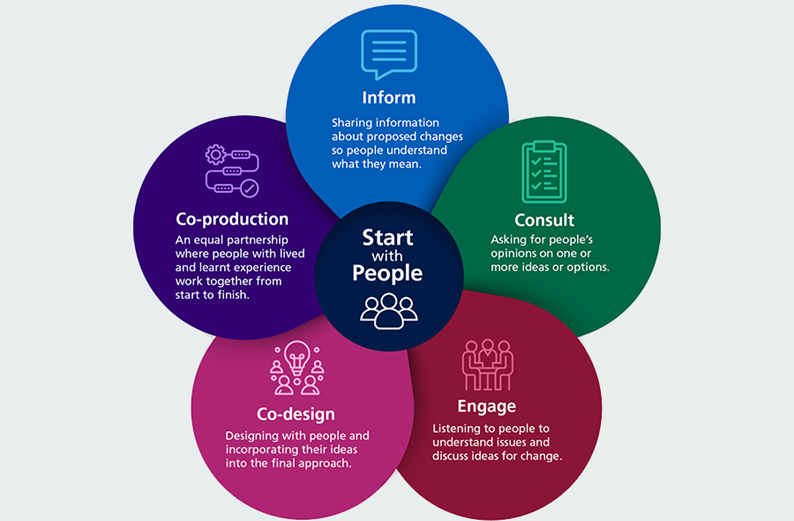 Inform
Sharing information
about proposed changes
so people understand
what they mean.
Consult
Asking for people's
opinions on one or
more ideas or options.
Engage
Listening to people to
understand issues and
discuss ideas for change.
Co-design
Designing with people and
incorporating their ideas
into the final approach.
Co-production
An equal partnership
where people with lived
and learnt experience
work together from
start to finish.
Start
with
People